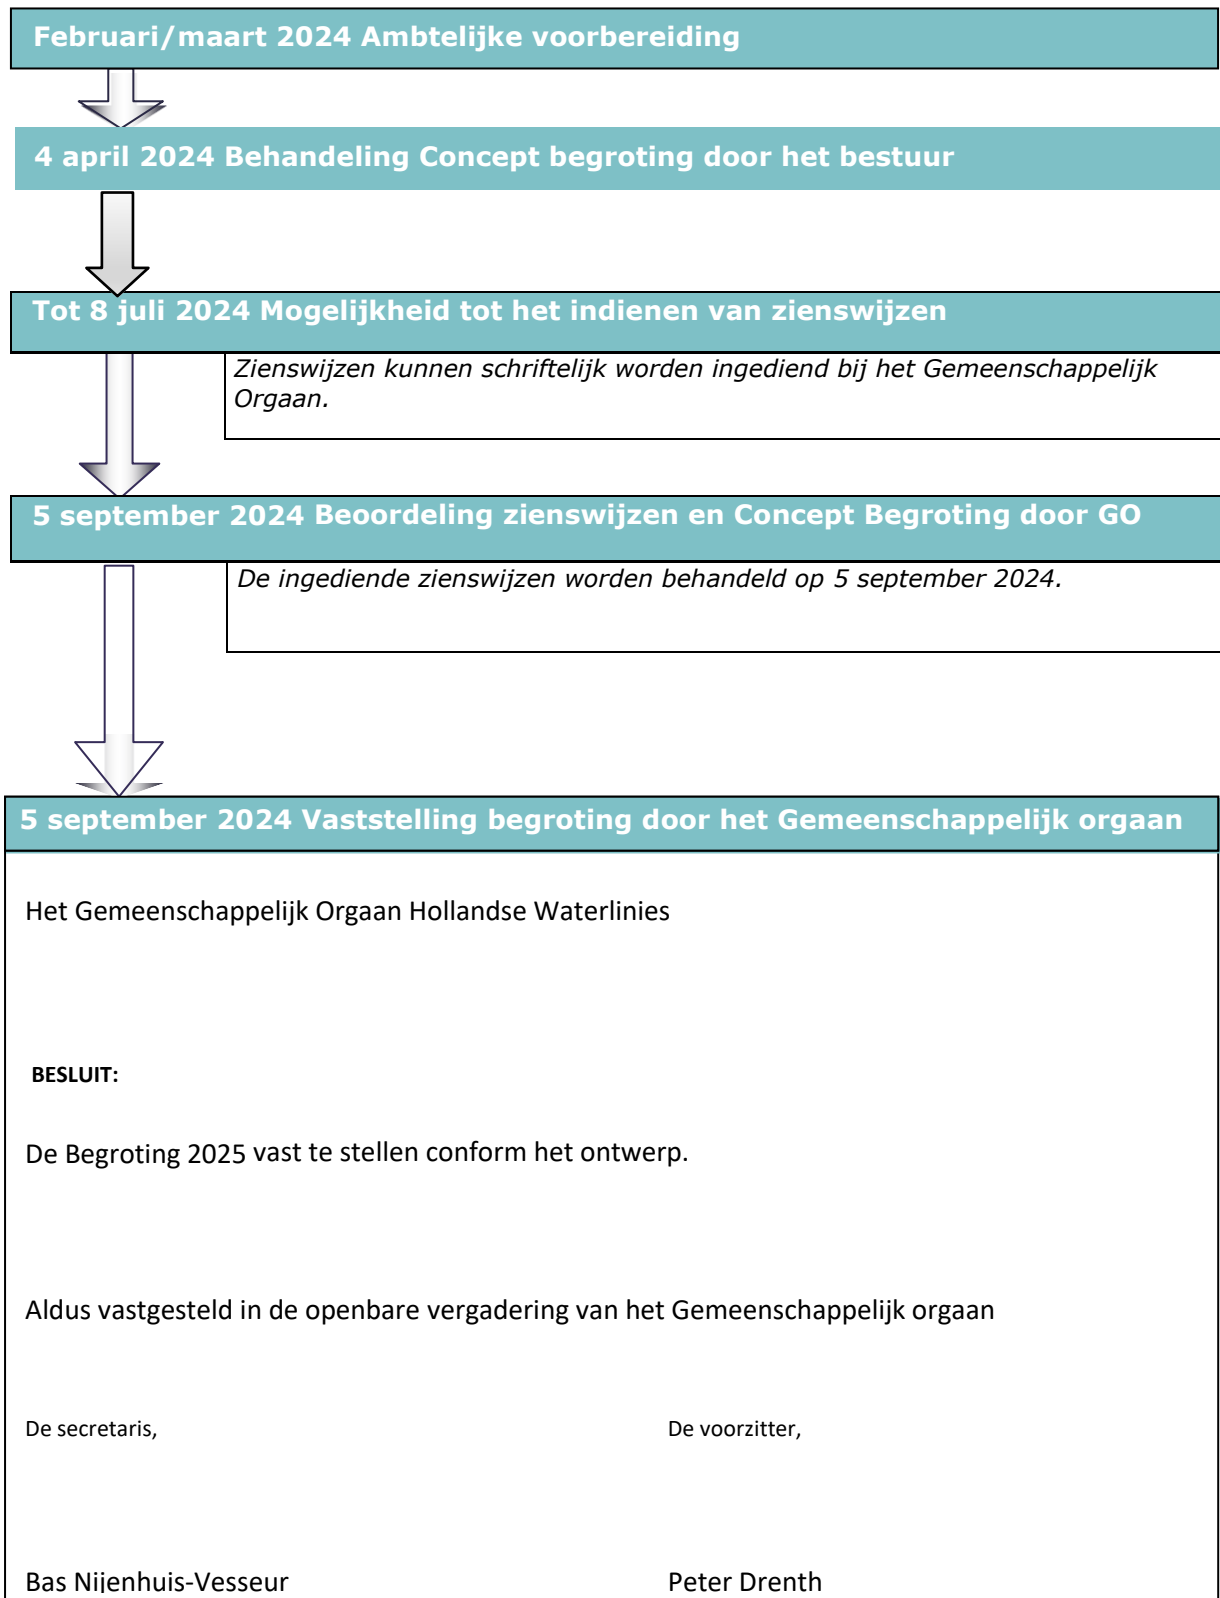 Februari/maart 2024 Ambtelijke voorbereiding
4 april 2024 Behandeling Concept begroting door het bestuur
Tot 8 juli 2024 Mogelijkheid tot het indienen van zienswijzen
Zienswijzen kunnen schriftelijk worden ingediend bij het Gemeenschappelijk
Orgaan.
5 september 2024 Beoordeling zienswijzen en Concept Begroting door GO
De ingediende zienswijzen worden behandeld op 5 september 2024.
5 september 2024 Vaststelling begroting door het Gemeenschappelijk orgaan
Het Gemeenschappelijk Orgaan Hollandse Waterlinies
BESLUIT:
De Begroting 2025 vast te stellen conform het ontwerp.
Aldus vastgesteld in de openbare vergadering van het Gemeenschappelijk orgaan
De secretaris, De voorzitter,
Bas Nijenhuis-Vesseur Peter Drenth